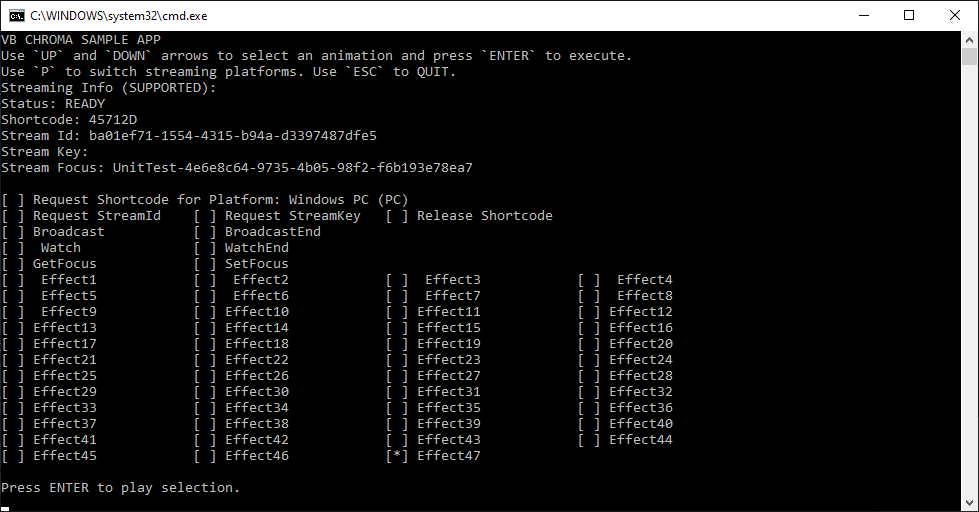 C:\WINDOWS\system32\cmd.exe
VB CHROMA SAMPLE APP
Use `UP` and `DOWN` arrows to select an animation and press `ENTER` to execute.
Use `P` to switch streaming platforms. Use `ESC` to QUIT.
Streaming Info (SUPPORTED):
Status: READY
Shortcode: 45712D
Stream Id: ba01ef71-1554-4315-b94a-d3397487dfe5
Stream Key:
Stream Focus: UnitTest-4e6e8c64-9735-4b05-98f2-f6b193e78ea7

[ ] Request Shortcode for Platform: Windows PC (PC)
[ ] Request StreamId    [ ] Request StreamKey   [ ] Release Shortcode
[ ] Broadcast           [ ] BroadcastEnd
[ ]  Watch              [ ] WatchEnd
[ ] GetFocus            [ ] SetFocus
[ ]  Effect1            [ ]  Effect2            [ ]  Effect3            [ ]  Effect4
[ ]  Effect5            [ ]  Effect6            [ ]  Effect7            [ ]  Effect8
[ ]  Effect9            [ ] Effect10            [ ] Effect11            [ ] Effect12
[ ] Effect13            [ ] Effect14            [ ] Effect15            [ ] Effect16
[ ] Effect17            [ ] Effect18            [ ] Effect19            [ ] Effect20
[ ] Effect21            [ ] Effect22            [ ] Effect23            [ ] Effect24
[ ] Effect25            [ ] Effect26            [ ] Effect27            [ ] Effect28
[ ] Effect29            [ ] Effect30            [ ] Effect31            [ ] Effect32
[ ] Effect33            [ ] Effect34            [ ] Effect35            [ ] Effect36
[ ] Effect37            [ ] Effect38            [ ] Effect39            [ ] Effect40
[ ] Effect41            [ ] Effect42            [ ] Effect43            [ ] Effect44
[ ] Effect45            [ ] Effect46            [*] Effect47

Press ENTER to play selection.